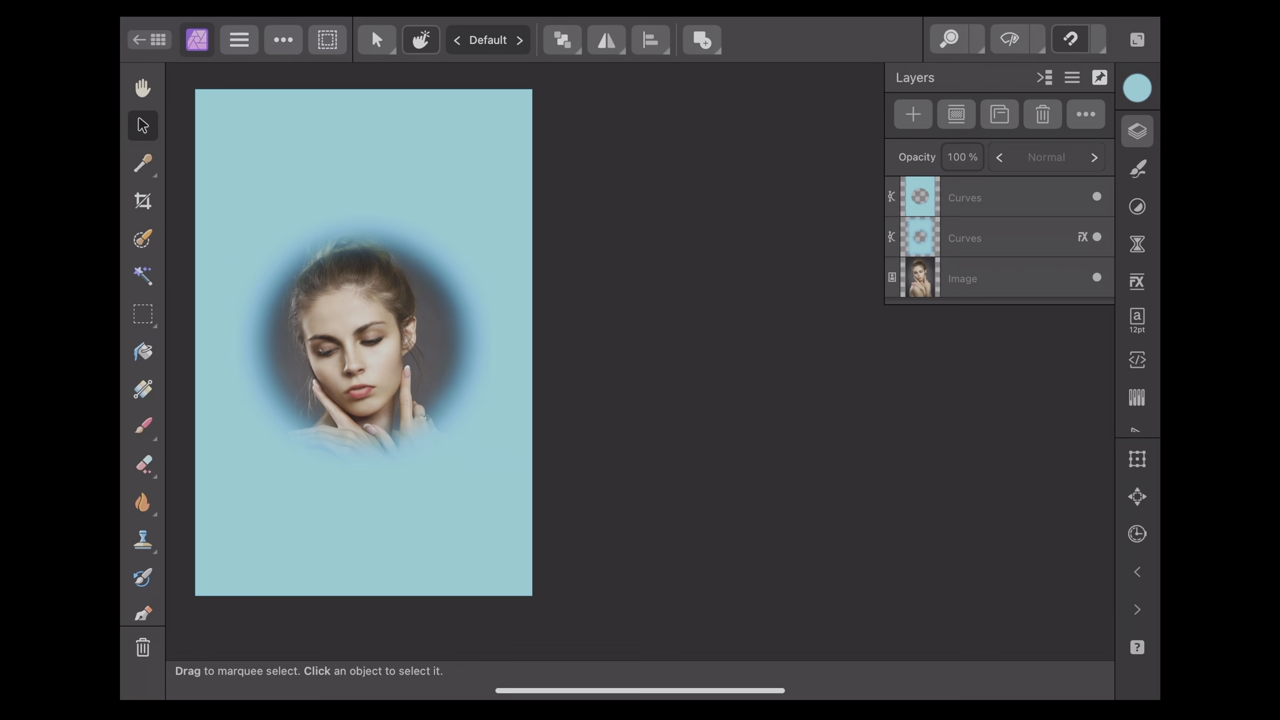 Default
Layers
Opacity 100 % Normal
Curves
Curves
Image
a
12pt
Drag to marquee select. Click an object to select it.